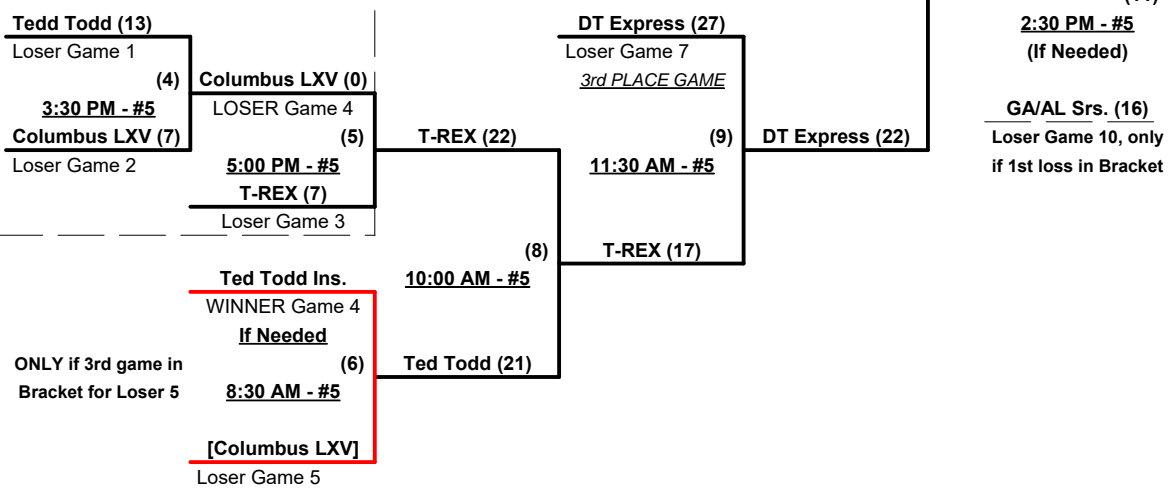 Tedd Todd (13)
Loser Game 1
(4)
3:30 PM - #5
Columbus LXV (7)
Loser Game 2
Columbus LXV (0)
LOSER Game 4
(5)
5:00 PM - #5
T-REX (7)
Loser Game 3
T-REX (22)
(8)
10:00 AM - #5
Ted Todd Ins.
WINNER Game 4
If Needed
(6)
8:30 AM - #5
ONLY if 3rd game in
Bracket for Loser 5
[Columbus LXV]
Loser Game 5
Ted Todd (21)
DT Express (27)
Loser Game 7
3rd PLACE GAME
(9)
11:30 AM - #5
T-REX (17)
DT Express (22)
2:30 PM - #5
(If Needed)
GA/AL Srs. (16)
Loser Game 10, only
if 1st loss in Bracket